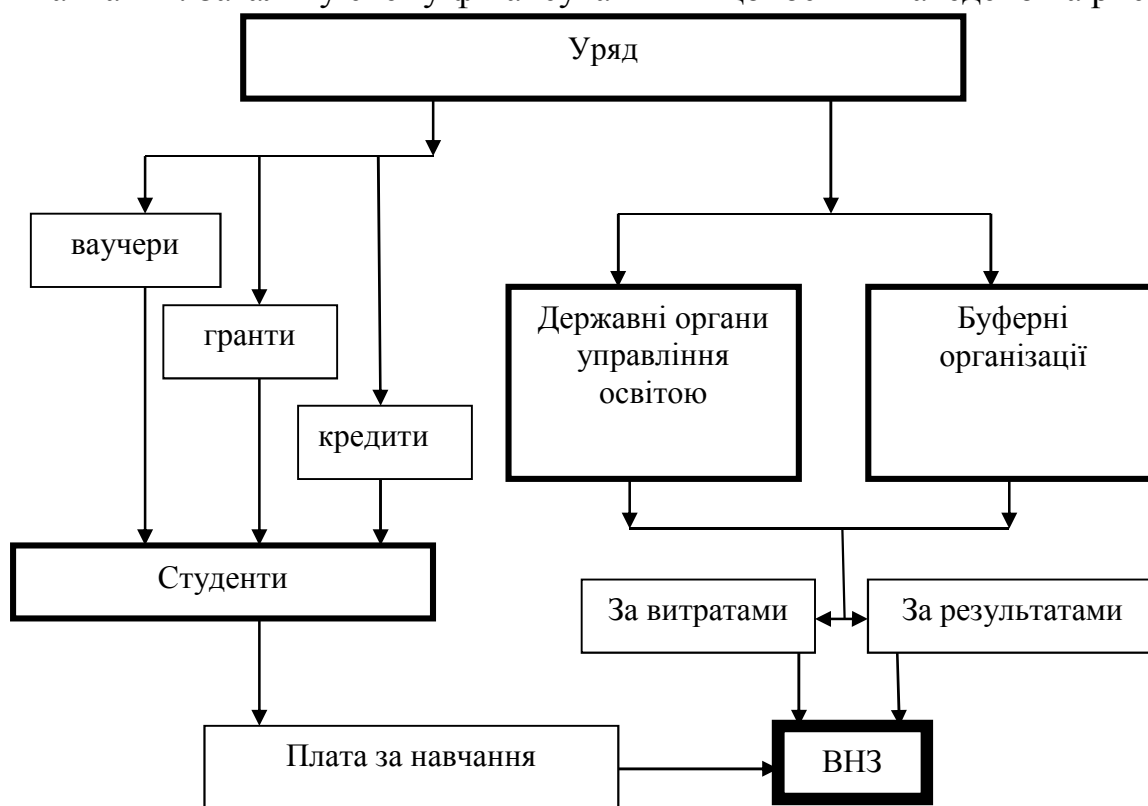 Уряд
ваучери
гранти
кредити
Державні органи
управління
освітою
Буферні
організації
Студенти
За витратами
За результатами
Плата за навчання
ВНЗ